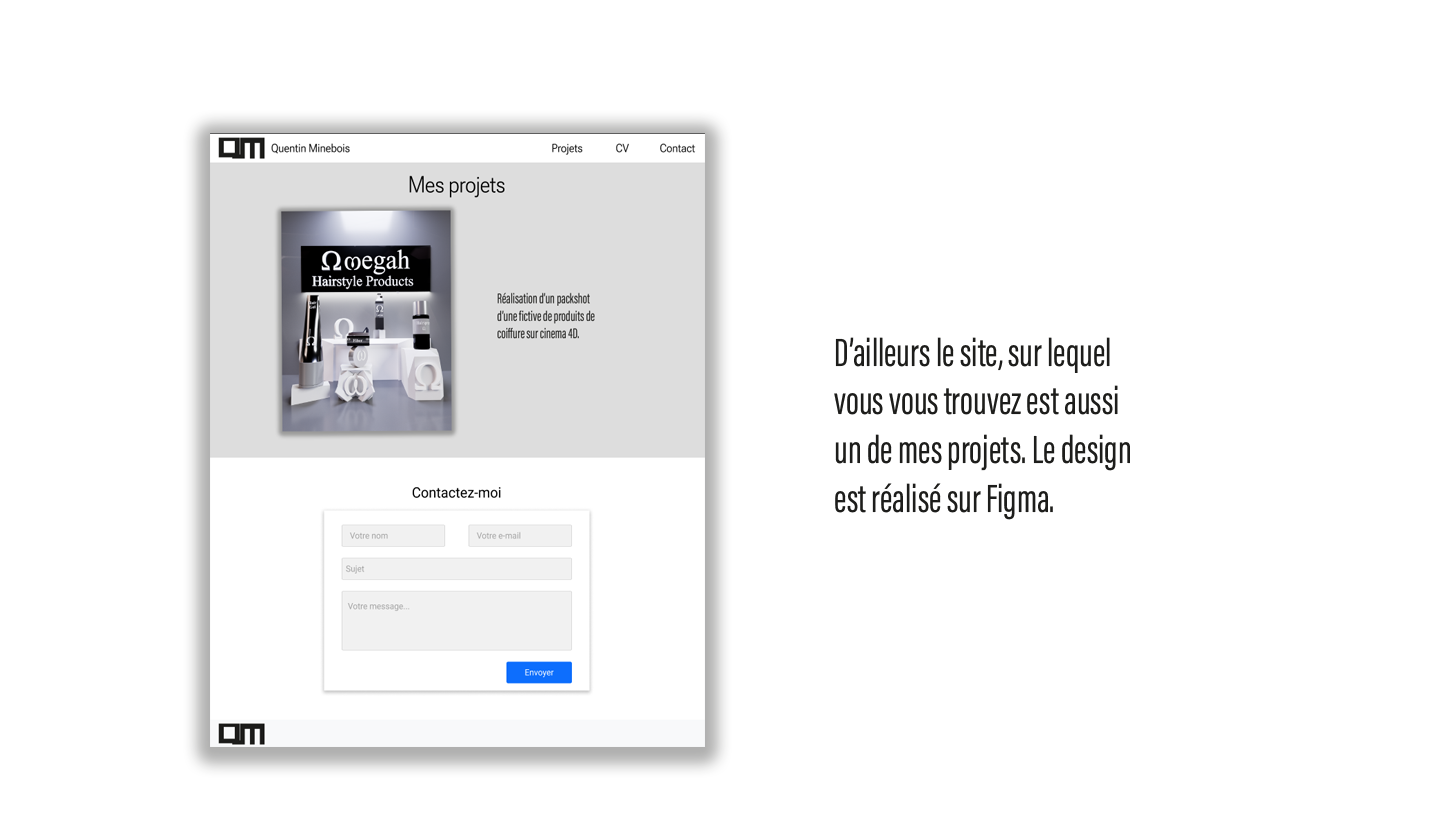 QM Quentin Minebois Projets CV Contact
Mes projets
Ωωegah
Hairstyle Products
Réalisation d'un packshot
d'une fictive de produits de
coiffure sur cinema 4D.
Contactez-moi
Votre nom Votre e-mail
Sujet
Votre message...
Envoyer
QM
D'ailleurs le site, sur lequel
vous vous trouvez est aussi
un de mes projets. Le design
est réalisé sur Figma.